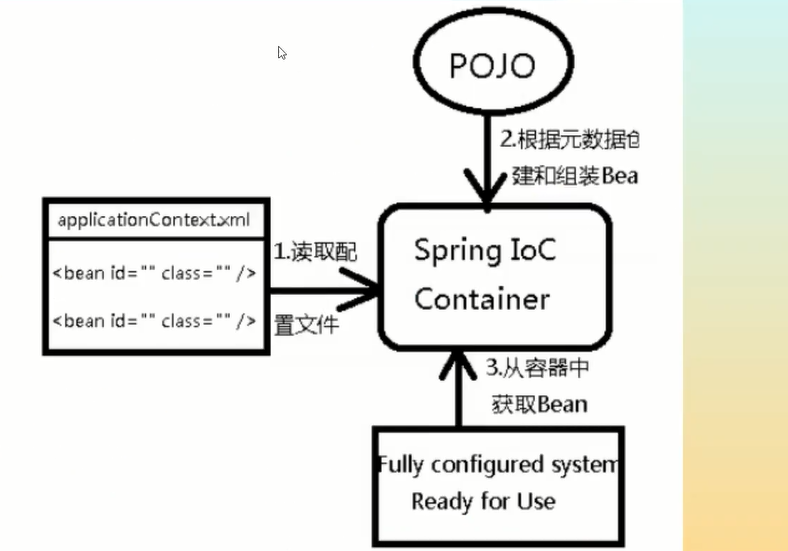 POJO
2.根据元数据创
建和组装Bea
applicationContext.xml
<bean id="" class="" />
<bean id="" class="" />
1.读取配
置文件
Spring IoC
Container
3.从容器中
获取Bean
Fully configured system
Ready for Use